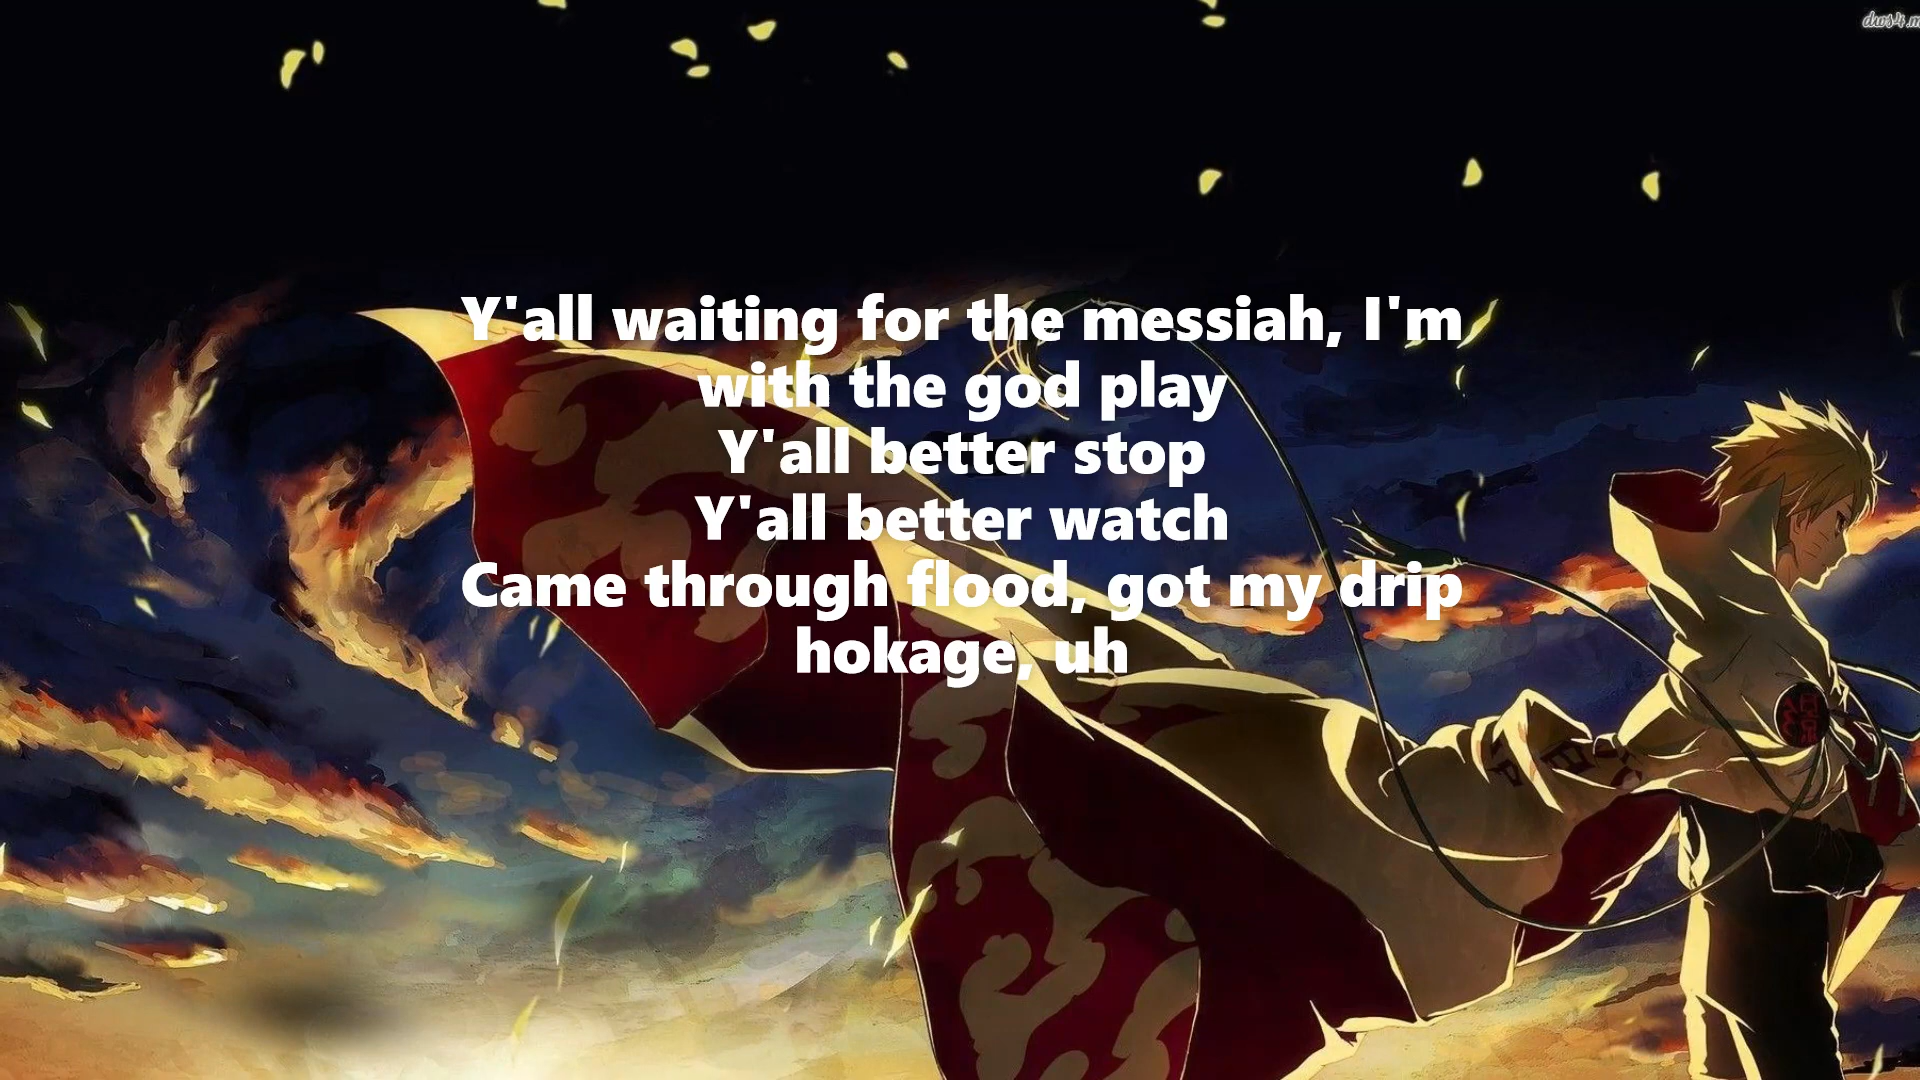 Y'all waiting for the messiah, I'm
with the god play
Y'all better stop
Y'all better watch
Came through flood, got my drip
hokage, uh